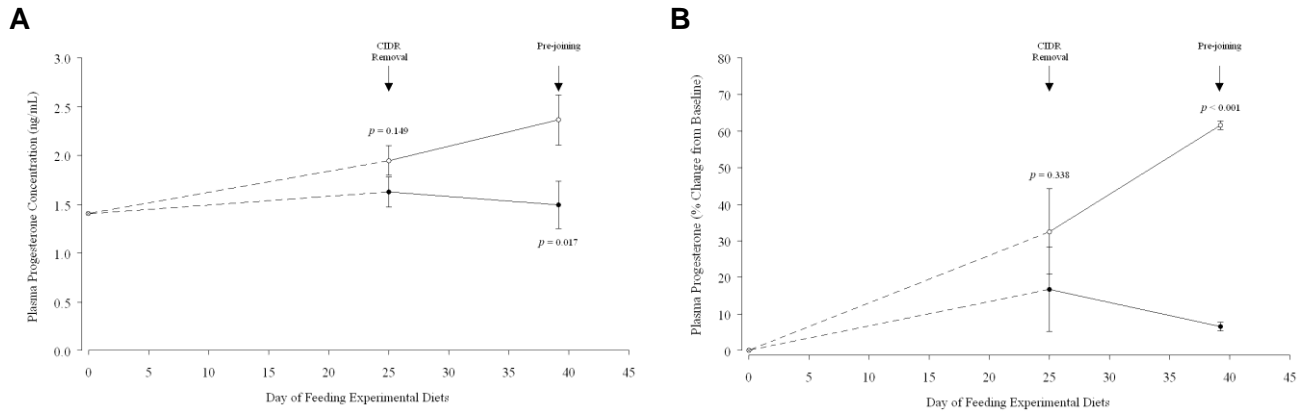 A
CIDR
Removal
Pre-joining
3.0
2.5
2.0
1.5
1.0
0.5
0.0
Plasma Progesterone Concentration (ng/mL)
p = 0.149
p = 0.017
0 5 10 15 20 25 30 35 40 45
Day of Feeding Experimental Diets
B
CIDR
Removal
Pre-joining
80
70
60
50
40
30
20
10
0
Plasma Progesterone (% Change from Baseline)
p < 0.001
p = 0.338
0 5 10 15 20 25 30 35 40 45
Day of Feeding Experimental Diets